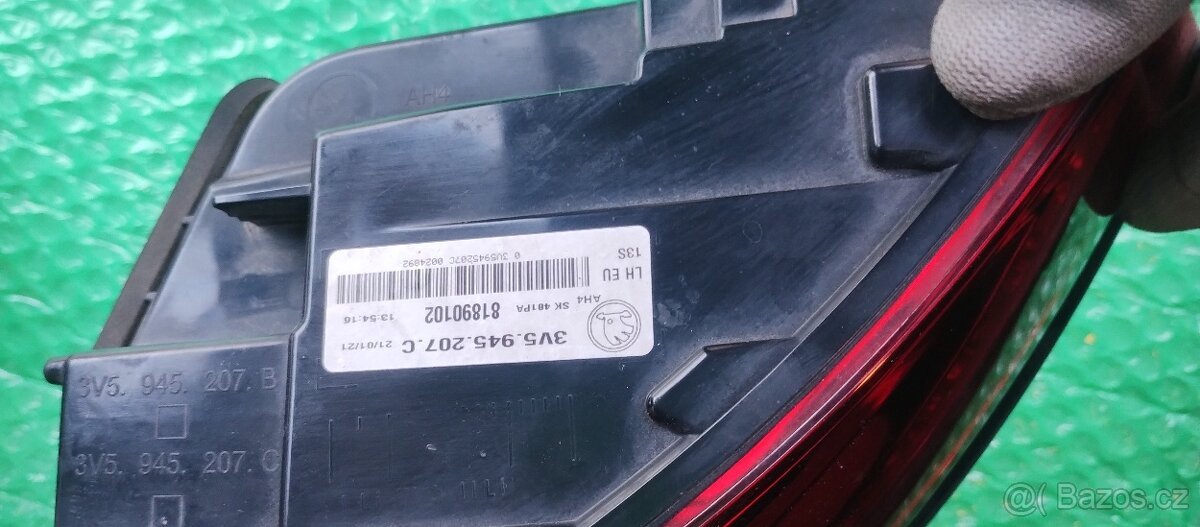 AH4
3V5.945.207.C
21/01/21
81890102
13:54:16
AH4 SK 481PA
LH EU
13S
0 3V5945207C 0024892
3V5. 945. 207. B
3V5. 945. 207. C
@ Bazos.cz